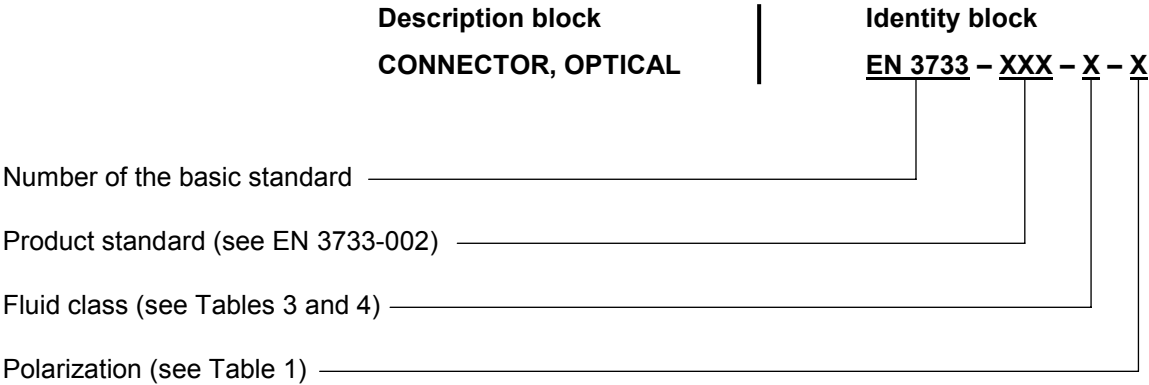 Description block Identity block
CONNECTOR, OPTICAL EN 3733 – XXX – X – X
Number of the basic standard
Product standard (see EN 3733-002)
Fluid class (see Tables 3 and 4)
Polarization (see Table 1)